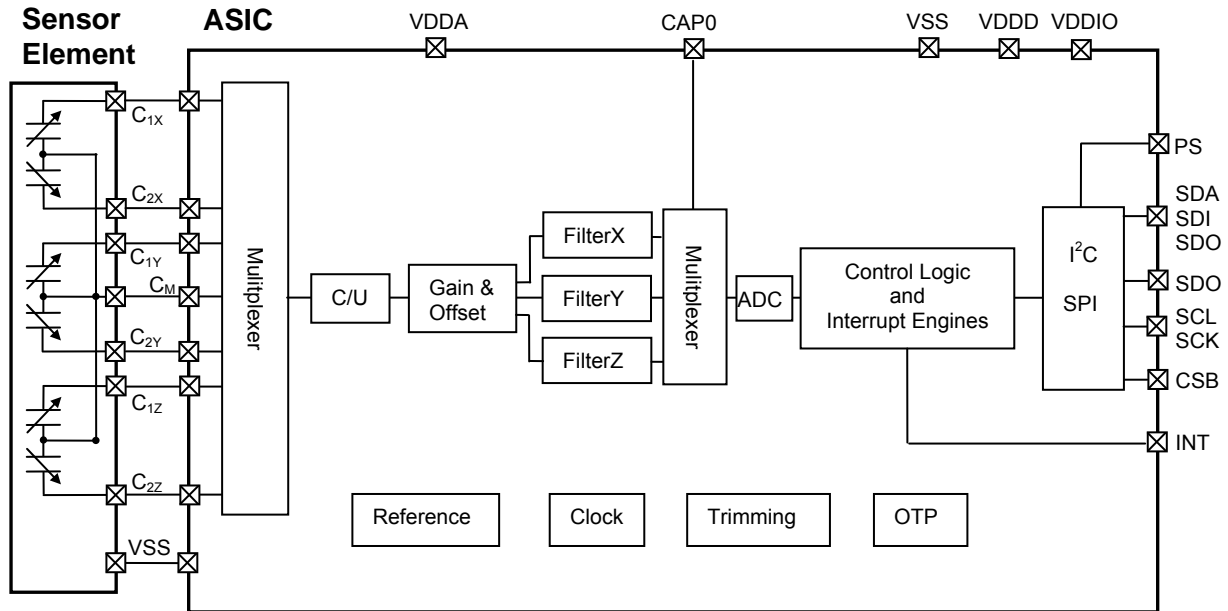 Sensor
Element
ASIC
VDDA
CAP0
VSS
VDDD
VDDIO
C1X
C2X
C1Y
CM
C2Y
C1Z
C2Z
VSS
Mulitplexer
C/U
Gain &
Offset
FilterX
FilterY
FilterZ
Mulitplexer
ADC
Control Logic
and
Interrupt Engines
I²C
SPI
PS
SDA
SDI
SDO
SDO
SCL
SCK
CSB
INT
Reference
Clock
Trimming
OTP